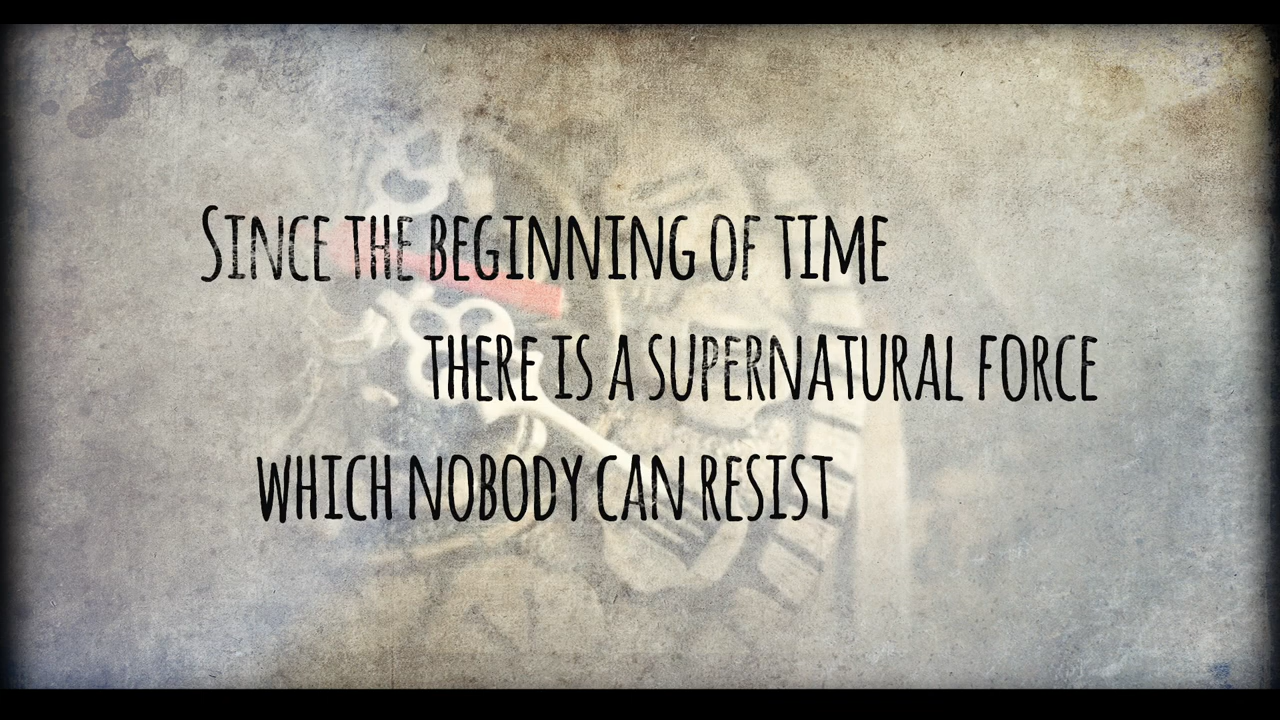 Since the beginning of time
there is a supernatural force
which nobody can resist